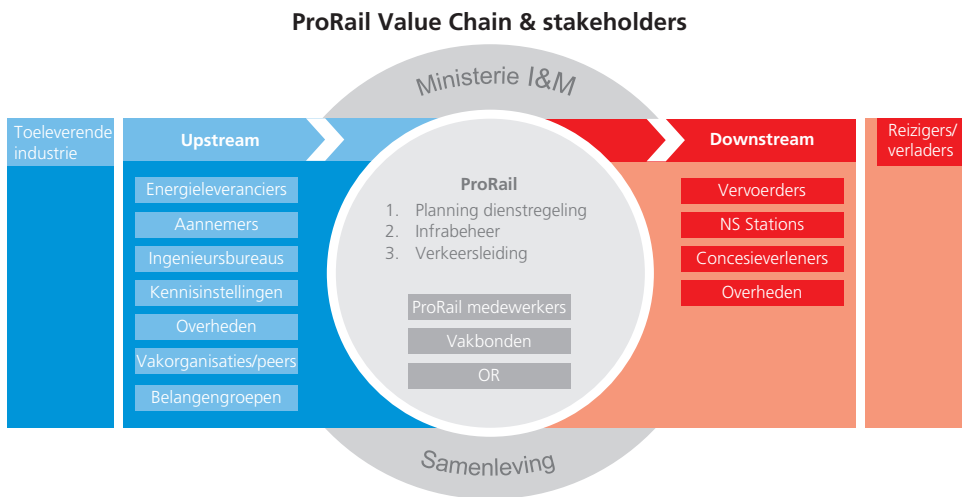 ProRail Value Chain & stakeholders
Ministerie I&M
Toeleverende
industrie
Upstream
Energieleveranciers
Aannemers
Ingenieursbureaus
Kennisinstellingen
Overheden
Vakorganisaties/peers
Belangengroepen
ProRail
1. Planning dienstregeling
2. Infrabeheer
3. Verkeersleiding
ProRail medewerkers
Vakbonden
OR
Downstream
Vervoerders
NS Stations
Concesieverleners
Overheden
Reizigers/
verladers
Samenleving